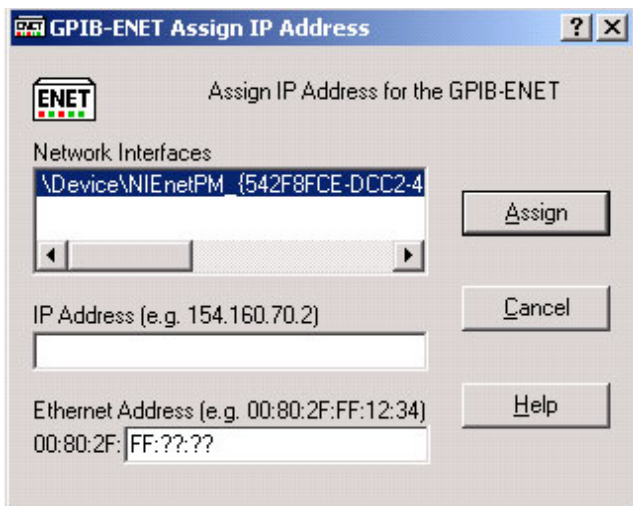 GPIB-ENET Assign IP Address
ENET
Assign IP Address for the GPIB-ENET
Network Interfaces
\Device\NIEnetPM_{542F8FCE-DCC2-4
Assign
IP Address (e.g. 154.160.70.2)
Cancel
Ethernet Address (e.g. 00:80:2F:FF:12:34)
Help
00:80:2F: FF:??:??